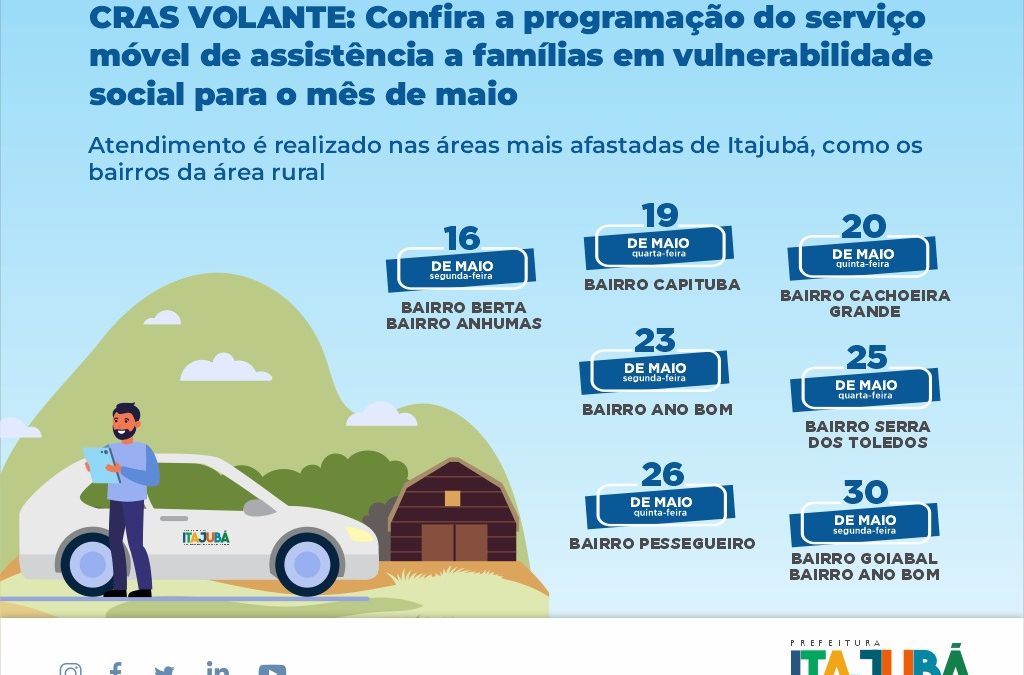 CRAS VOLANTE: Confira a programação do serviço
móvel de assistência a famílias em vulnerabilidade
social para o mês de maio
Atendimento é realizado nas áreas mais afastadas de Itajubá, como os
bairros da área rural
16
DE MAIO
segunda-feira
BAIRRO BERTA
BAIRRO ANHUMAS
19
DE MAIO
quarta-feira
BAIRRO CAPITUBA
20
DE MAIO
quinta-feira
BAIRRO CACHOEIRA
GRANDE
23
DE MAIO
segunda-feira
BAIRRO ANO BOM
25
DE MAIO
quarta-feira
BAIRRO SERRA
DOS TOLEDOS
26
DE MAIO
quinta-feira
BAIRRO PESSEGUEIRO
30
DE MAIO
segunda-feira
BAIRRO GOIABAL
BAIRRO ANO BOM
ITAJUBÁ
PREFEITURA
ITAJUBÁ